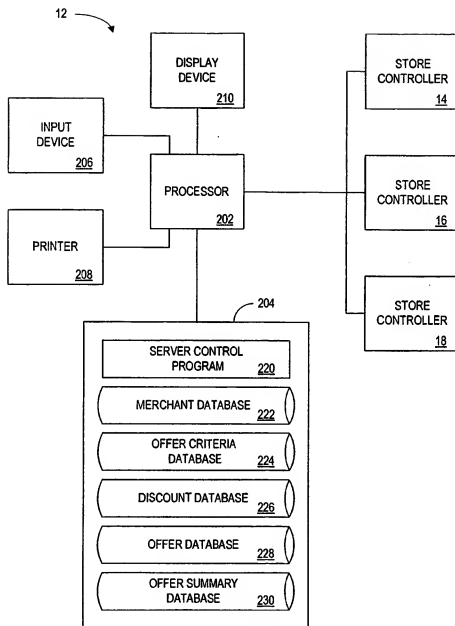 12
DISPLAY
DEVICE
210
STORE
CONTROLLER
14
INPUT
DEVICE
206
PROCESSOR
202
STORE
CONTROLLER
16
PRINTER
208
STORE
CONTROLLER
18
204
SERVER CONTROL
PROGRAM 220
MERCHANT DATABASE
222
OFFER CRITERIA
DATABASE 224
DISCOUNT DATABASE
226
OFFER DATABASE
228
OFFER SUMMARY
DATABASE 230